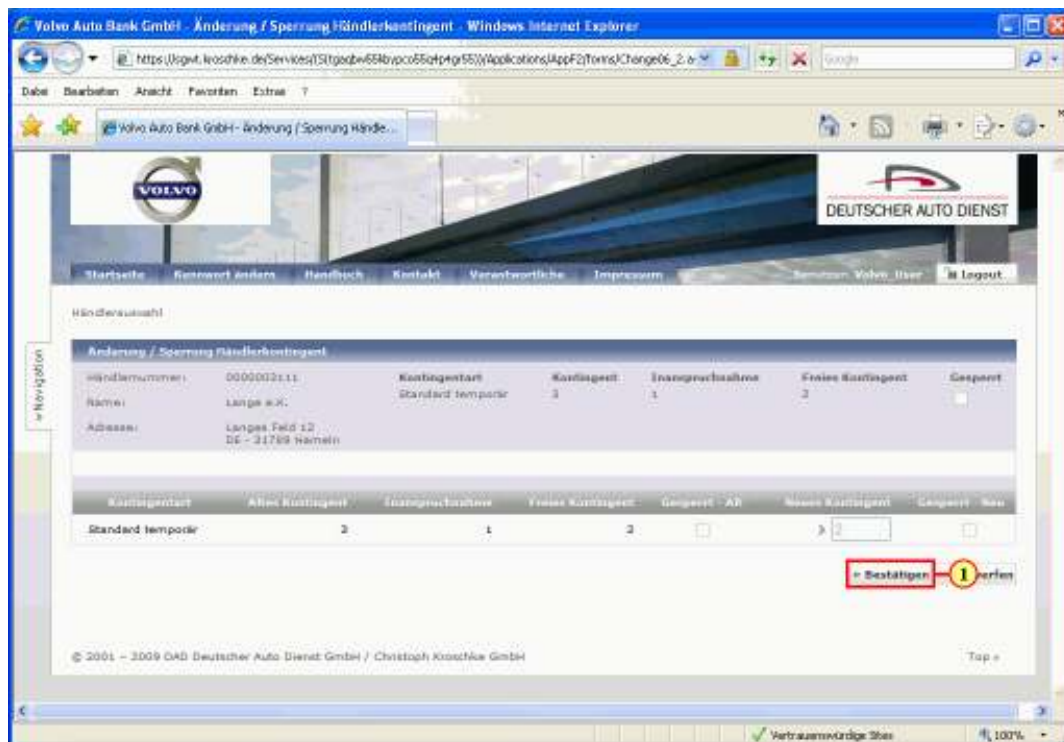 Volvo Auto Bank GmbH - Änderung / Sperrung Händlerkontingent - Windows Internet Explorer
Google
Datei Bearbeiten Ansicht Favoriten Extras ?
Volvo Auto Bank GmbH - Änderung / Sperrung Händle...
VOLVO
DEUTSCHER AUTO DIENST
Startseite Kennwort ändern Handbuch Kontakt Verantwortliche Impressum Benutzer: Volvo_User Logout
Händlerauswahl
» Navigation
Änderung / Sperrung Händlerkontingent
Händlernummer: 0000003111 Kontingentart Kontingent Inanspruchnahme Freies Kontingent Gesperrt
Name: Lange e.K. Standard temporär 3 1 2
Adresse: Langes Feld 12
DE - 31789 Hameln
Kontingentart Altes Kontingent Inanspruchnahme Freies Kontingent Gesperrt - Alt Neues Kontingent Gesperrt - Neu
Standard temporär 3 1 2
» Bestätigen 1 erfen
© 2001 – 2009 DAD Deutscher Auto Dienst GmbH / Christoph Kroschke GmbH Top
Vertrauenswürdige Sites 100%